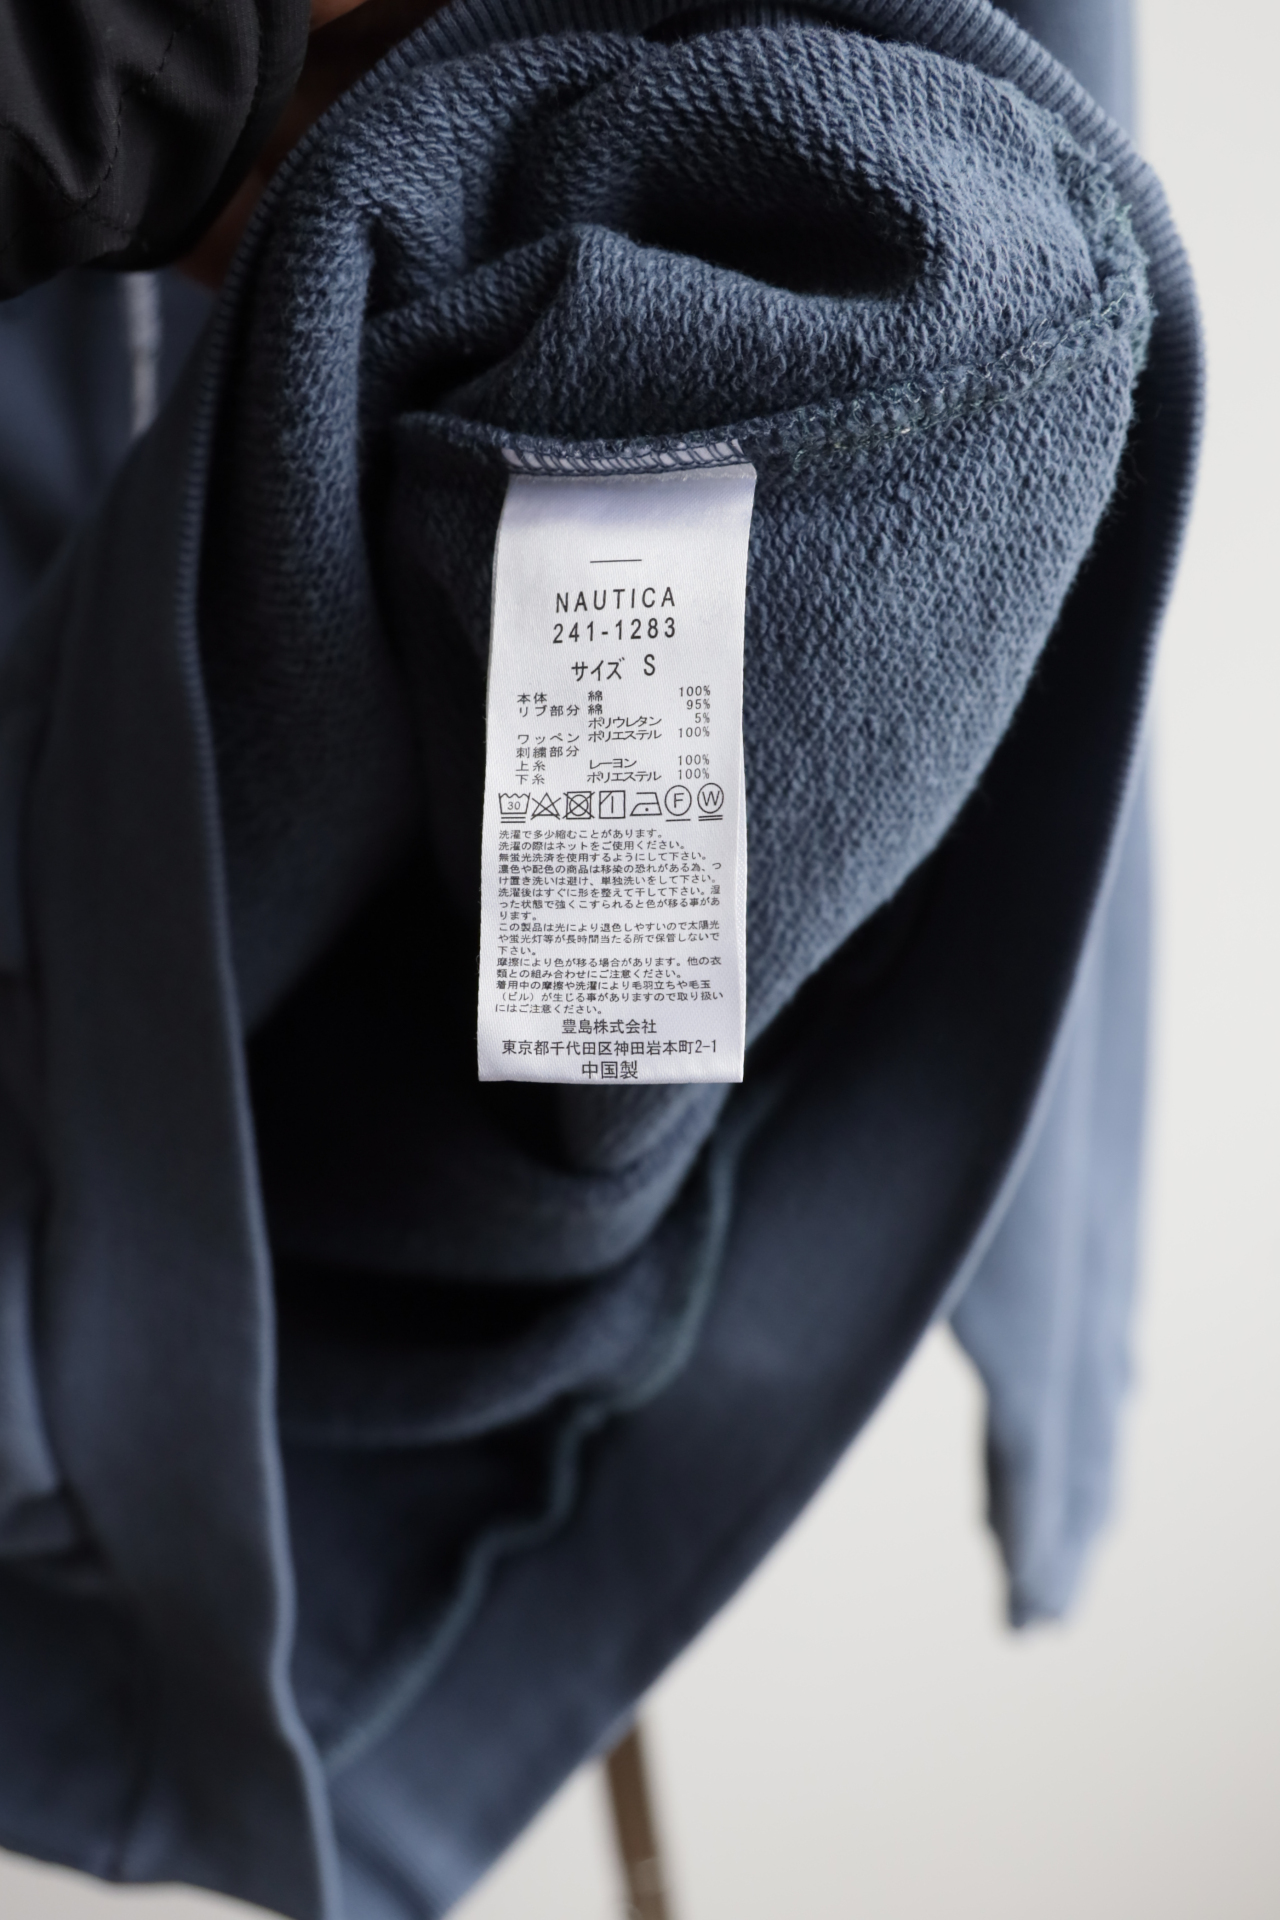 NAUTICA
241-1283
サイズ S
本体 綿 100%
リブ部分 綿 95%
ポリウレタン 5%
ワッペン ポリエステル 100%
刺繍部分
上糸 レーヨン 100%
下糸 ポリエステル 100%
30 F W
洗濯で多少縮むことがあります。
洗濯の際はネットをご使用ください。
無蛍光洗済を使用するようにして下さい。
濃色や配色の商品は移染の恐れがある為、つ
け置き洗いは避け、単独洗いをして下さい。
洗濯後はすぐに形を整えて干して下さい。湿
った状態で強くこすられると色が移る事があ
ります。
この製品は光により退色しやすいので太陽光
や蛍光灯等が長時間当たる所で保管しないで
下さい。
摩擦により色が移る場合があります。他の衣
類との組み合わせにご注意ください。
着用中の摩擦や洗濯により毛羽立ちや毛玉
（ピル）が生じる事がありますので取り扱い
にはご注意ください。
豊島株式会社
東京都千代田区神田岩本町2-1
中国製